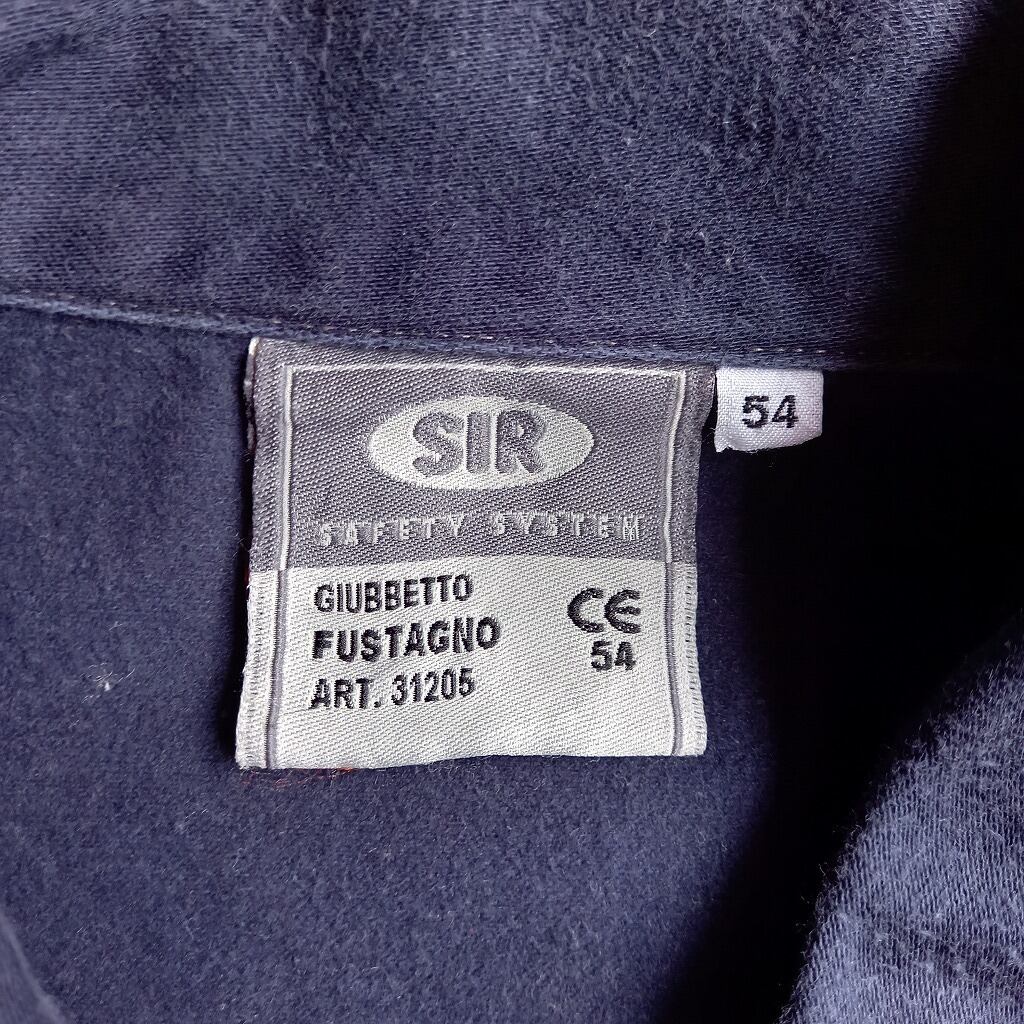 SIR
SAFETY SYSTEM
GIUBBETTO
FUSTAGNO
ART. 31205
CE
54
54